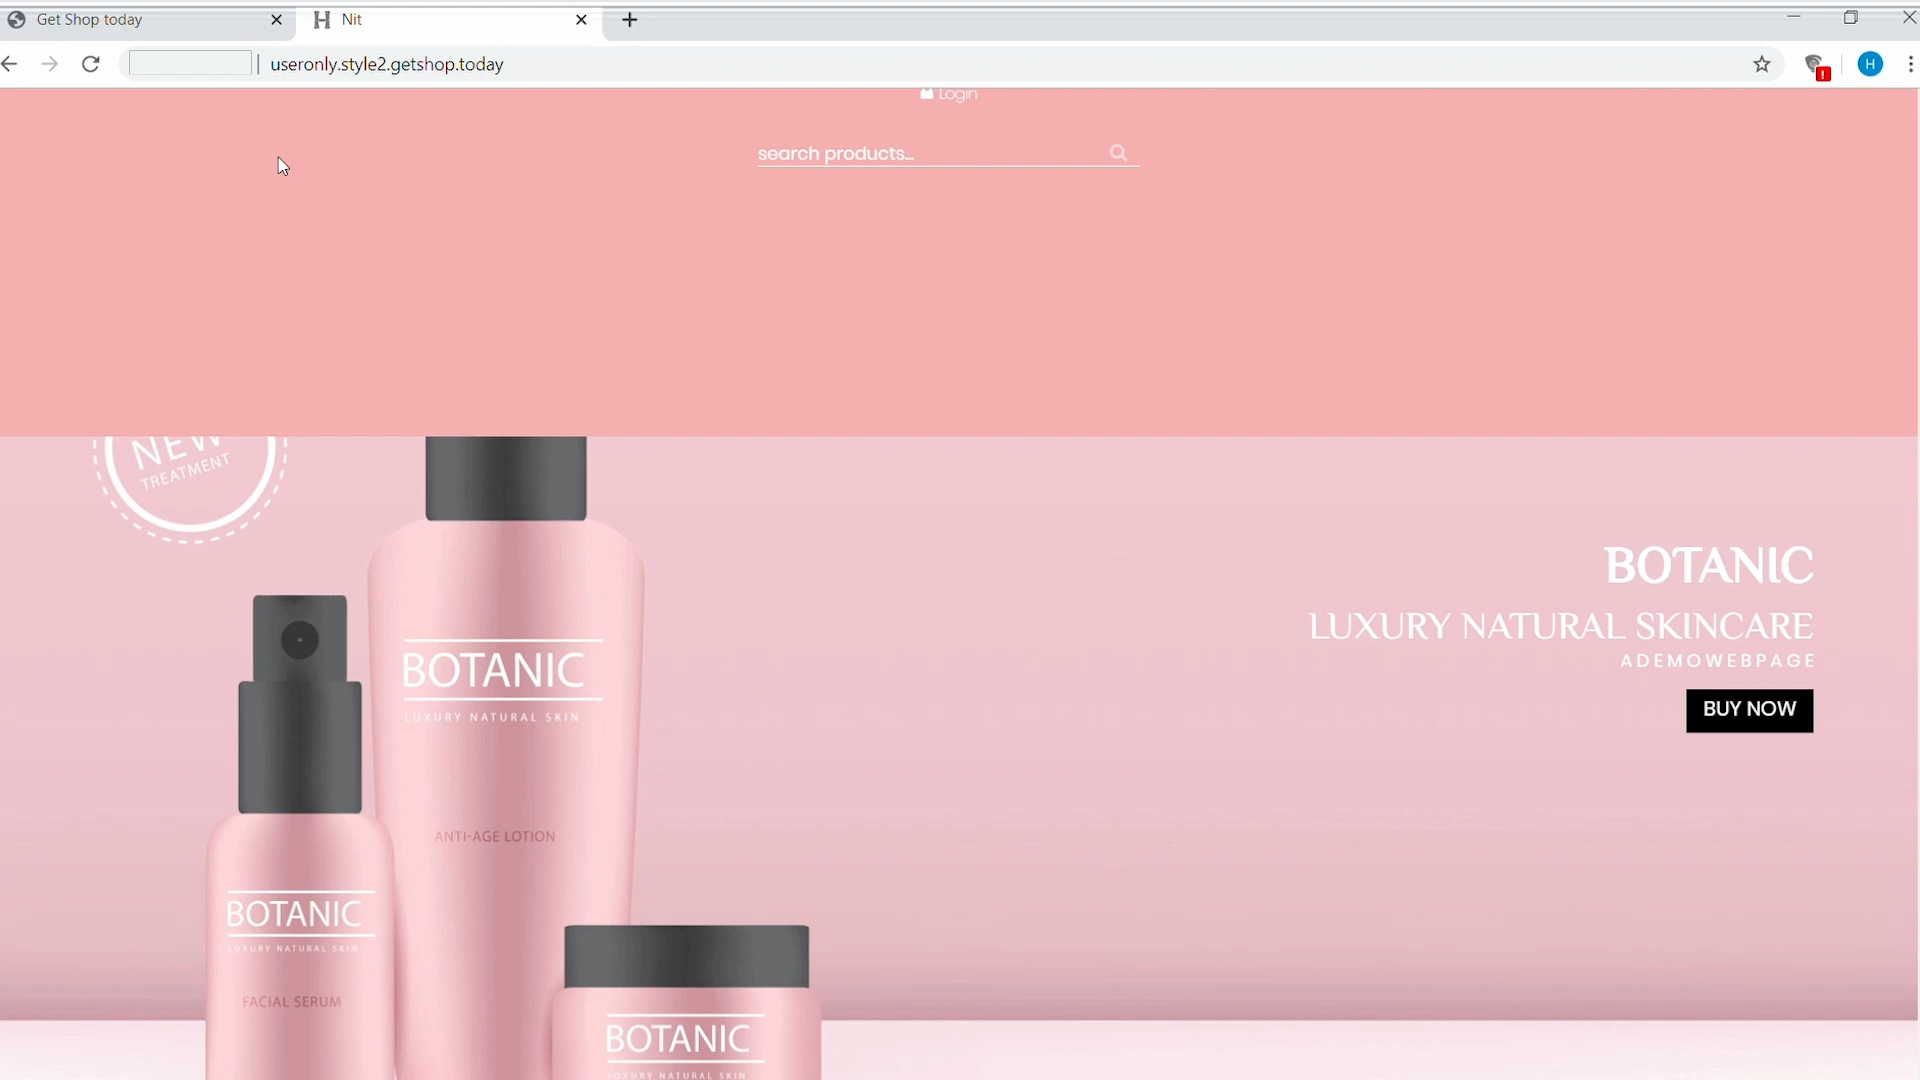 Get Shop today
Nit
useronly.style2.getshop.today
H
Login
search products...
NEW
TREATMENT
BOTANIC
LUXURY NATURAL SKINCARE
ADEMOWEBPAGE
BUY NOW
BOTANIC
LUXURY NATURAL SKIN
ANTI-AGE LOTION
BOTANIC
LUXURY NATURAL SKIN
FACIAL SERUM
BOTANIC
LUXURY NATURAL SKIN